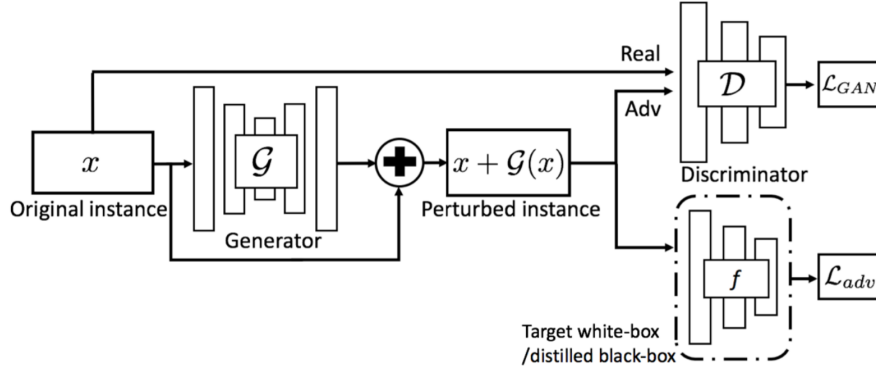 Real
Adv
𝒟
ℒ_GAN
Discriminator
x
Original instance
𝒢
Generator
x + 𝒢(x)
Perturbed instance
f
ℒ_adv
Target white-box
/distilled black-box